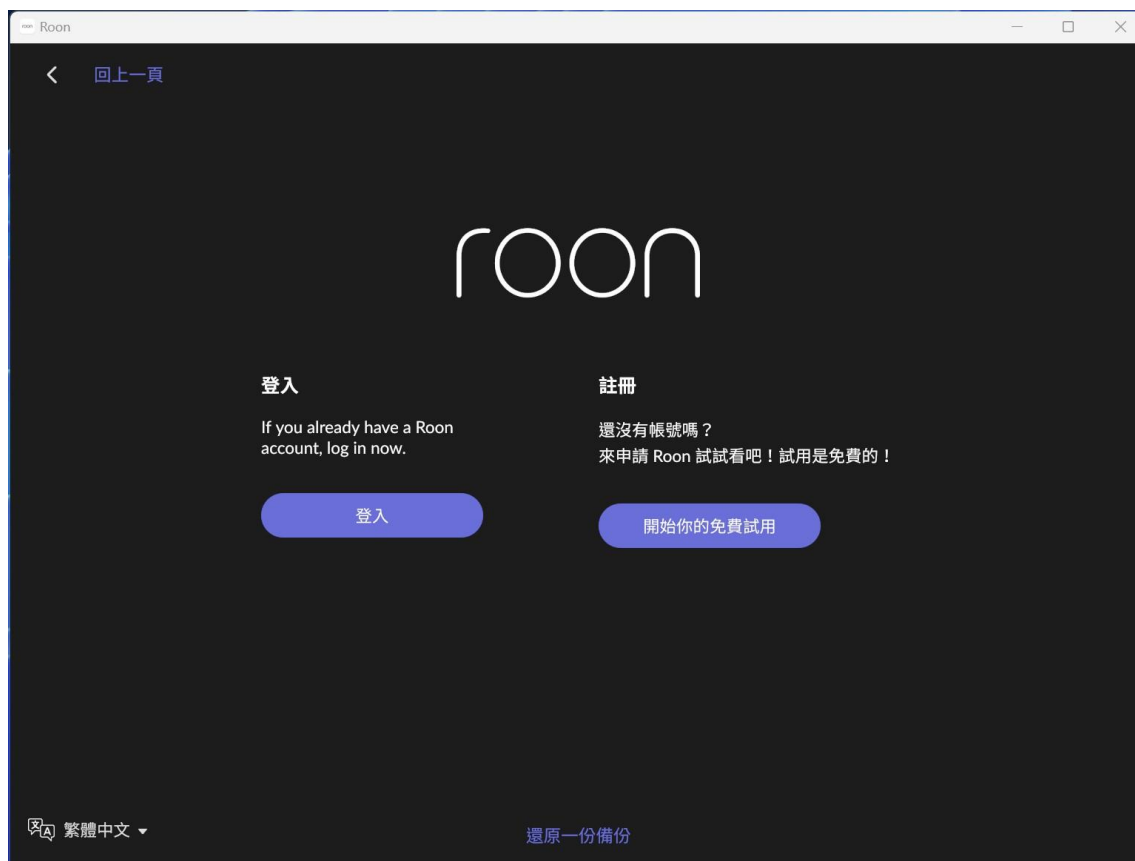 roon Roon
回上一頁
roon
登入
If you already have a Roon
account, log in now.
登入
註冊
還沒有帳號嗎？
來申請 Roon 試試看吧！試用是免費的！
開始你的免費試用
繁體中文
還原一份備份